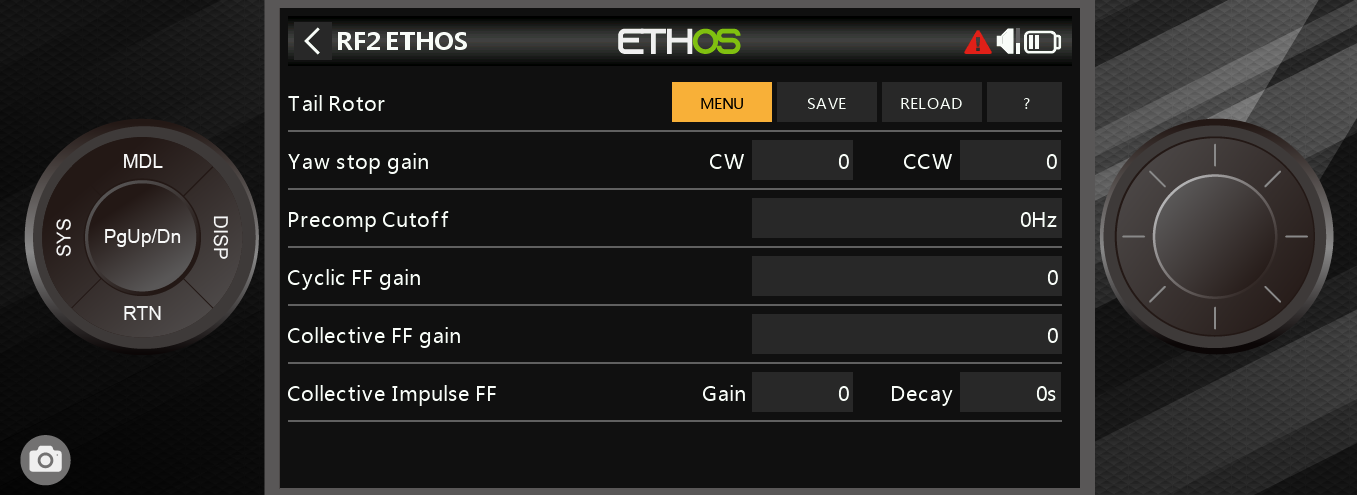 RF2 ETHOS ETHOS
Tail Rotor MENU SAVE RELOAD ?
Yaw stop gain CW 0 CCW 0
Precomp Cutoff 0Hz
Cyclic FF gain 0
Collective FF gain 0
Collective Impulse FF Gain 0 Decay 0s
MDL
SYS PgUp/Dn DISP
RTN